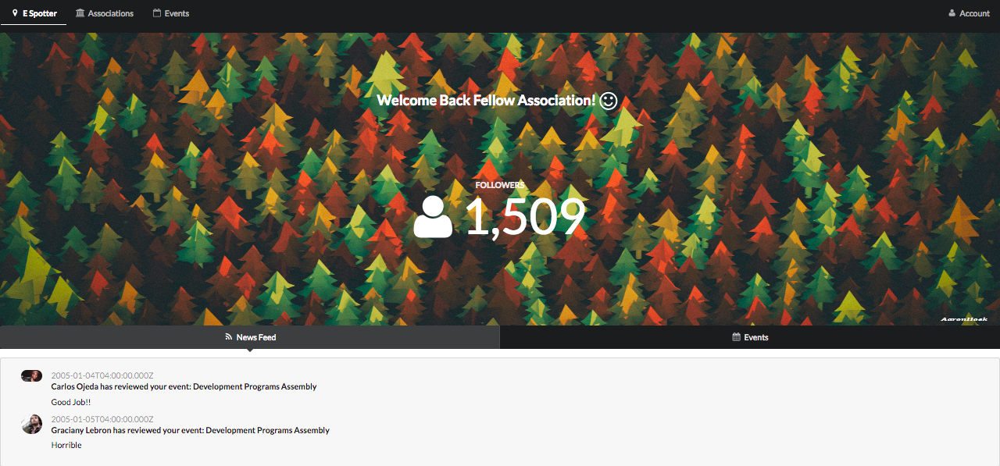 E Spotter
Associations
Events
Account
Welcome Back Fellow Association!
FOLLOWERS
1,509
AaronHoek
News Feed
Events
2005-01-04T04:00:00.000Z
Carlos Ojeda has reviewed your event: Development Programs Assembly
Good Job!!
2005-01-05T04:00:00.000Z
Graciany Lebron has reviewed your event: Development Programs Assembly
Horrible